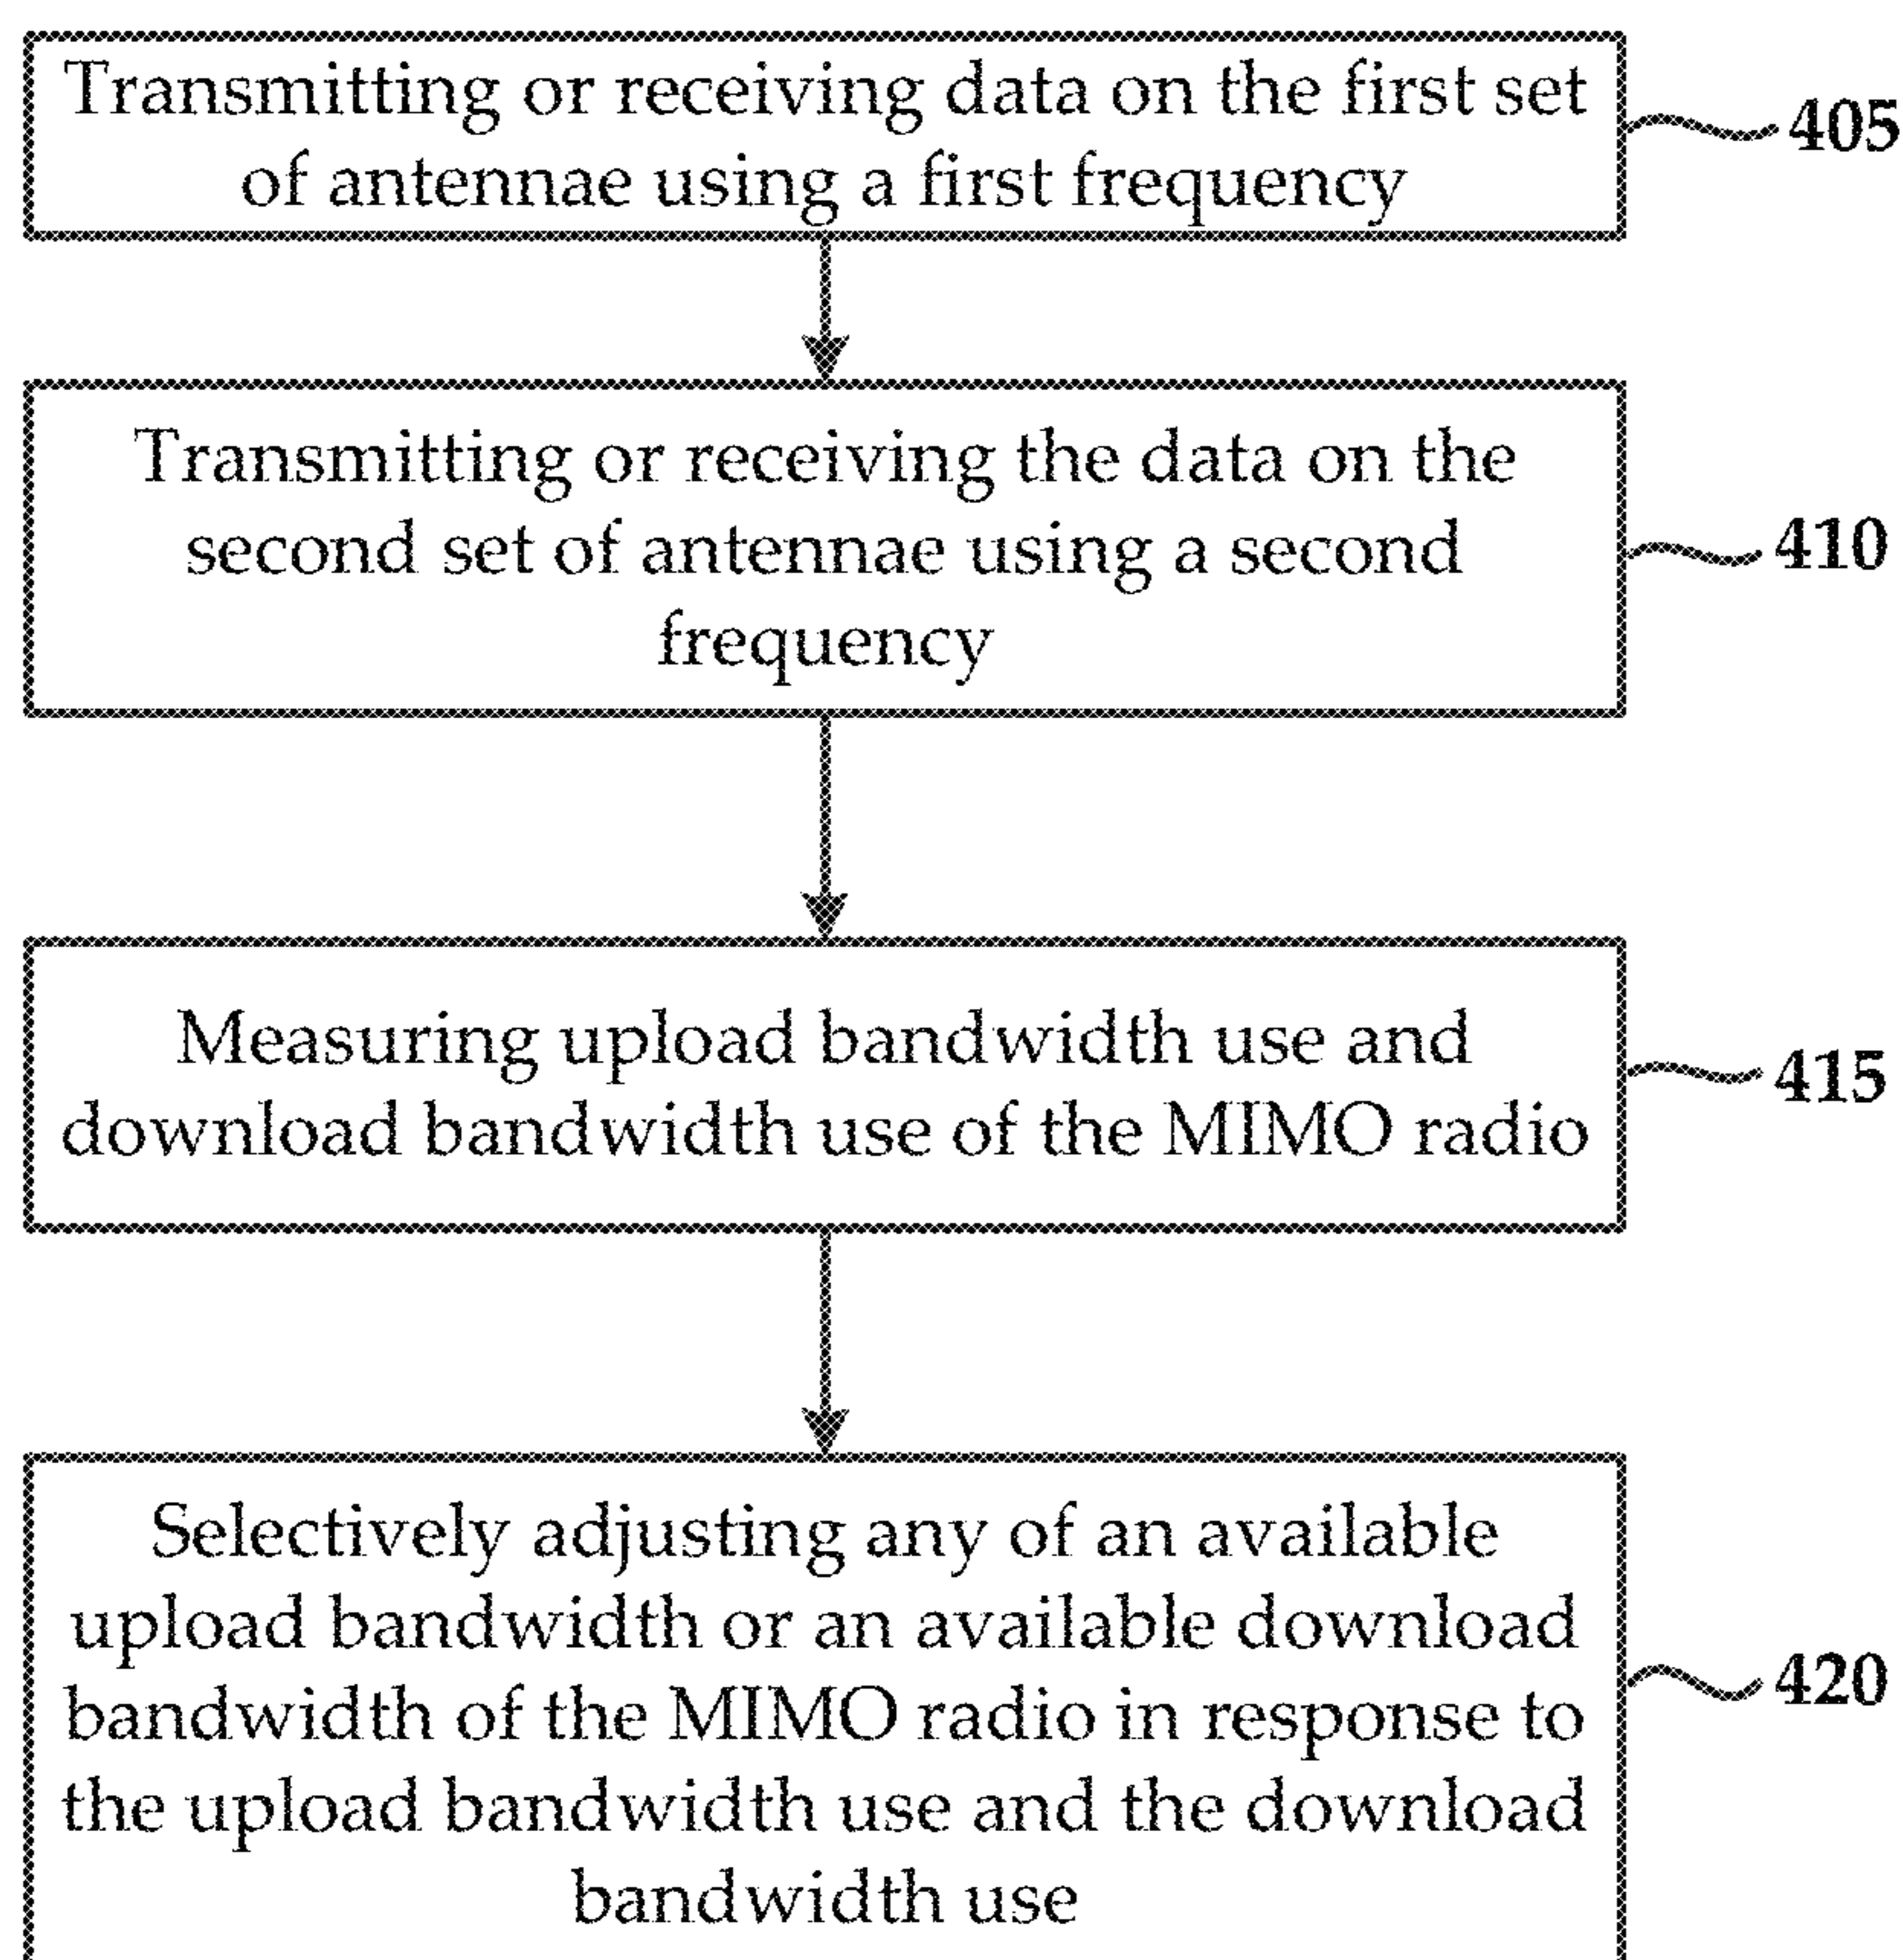 Transmitting or receiving data on the first set
of antennae using a first frequency
405
Transmitting or receiving the data on the
second set of antennae using a second
frequency
410
Measuring upload bandwidth use and
download bandwidth use of the MIMO radio
415
Selectively adjusting any of an available
upload bandwidth or an available download
bandwidth of the MIMO radio in response to
the upload bandwidth use and the download
bandwidth use
420